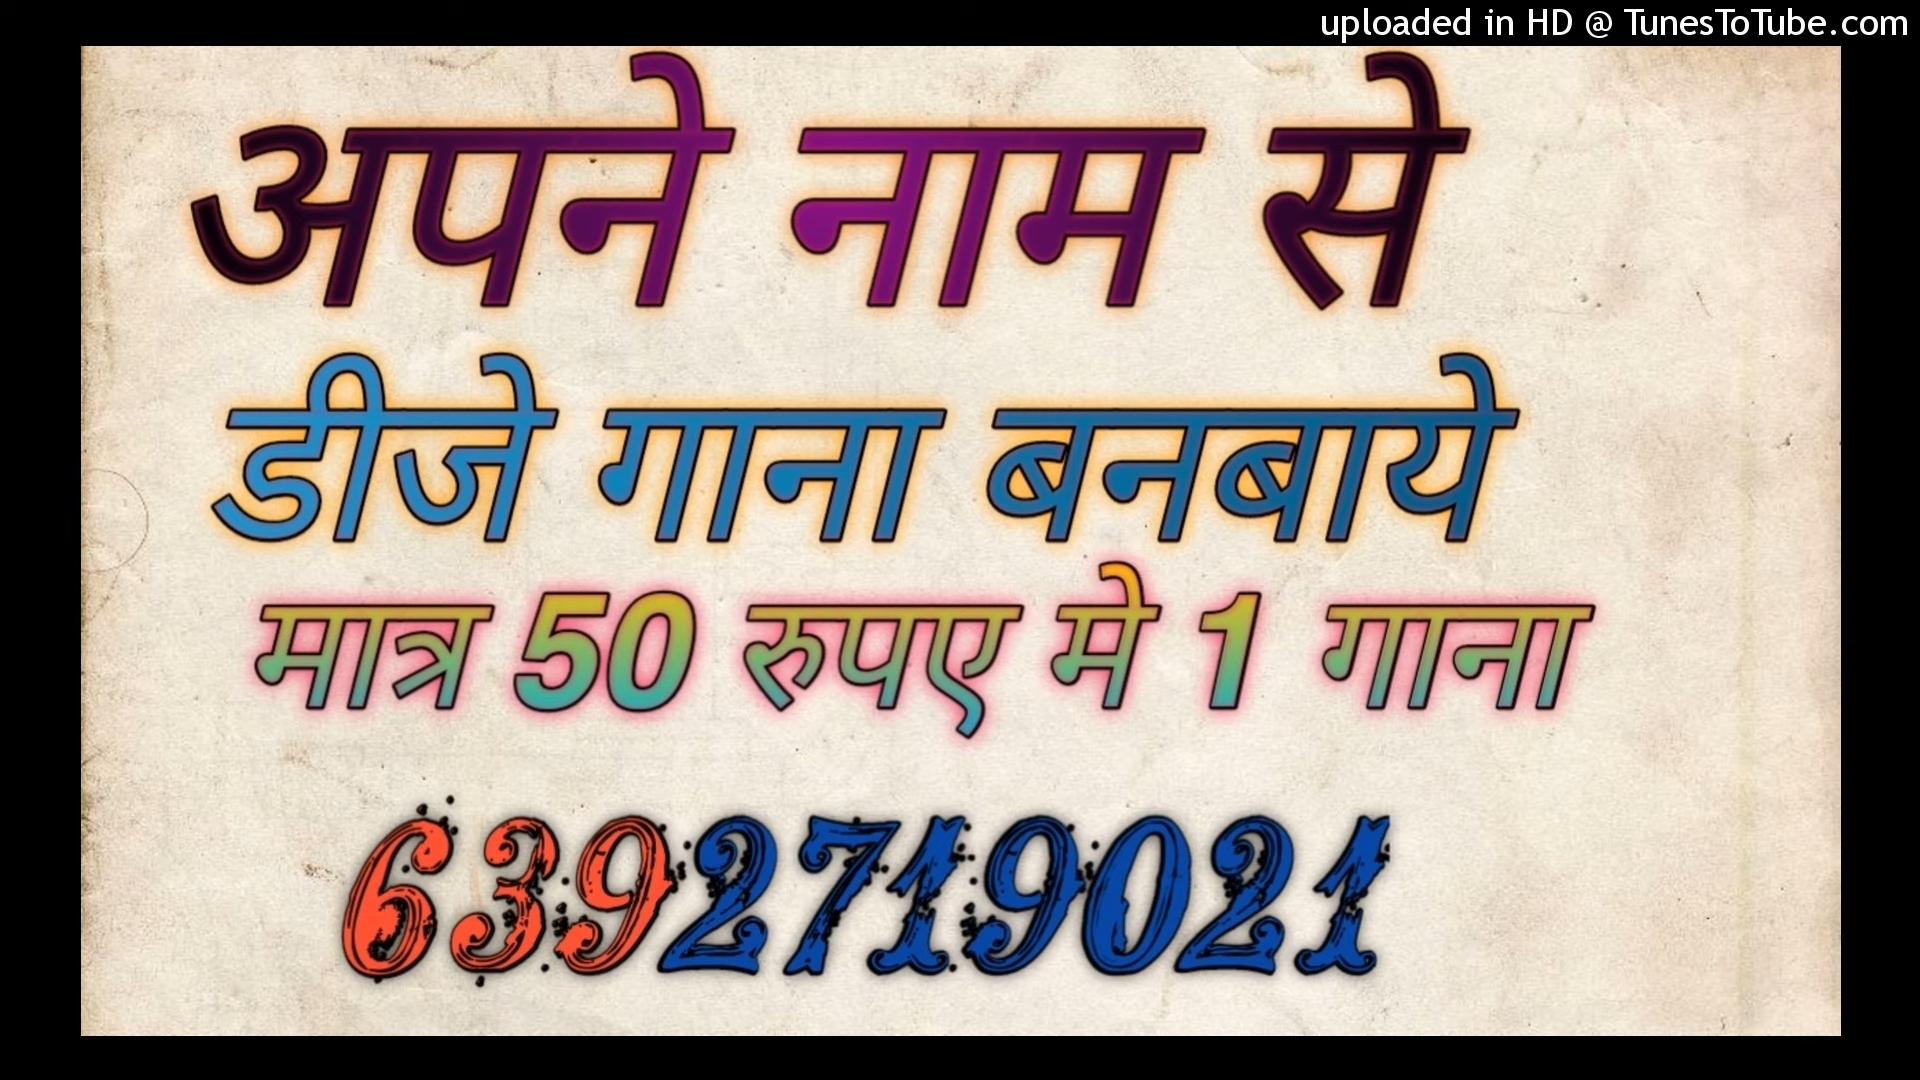 uploaded in HD @ TunesToTube.com
अपने नाम से
डीजे गाना बनबाये
मात्र 50 रुपए मे 1 गाना
6392719021